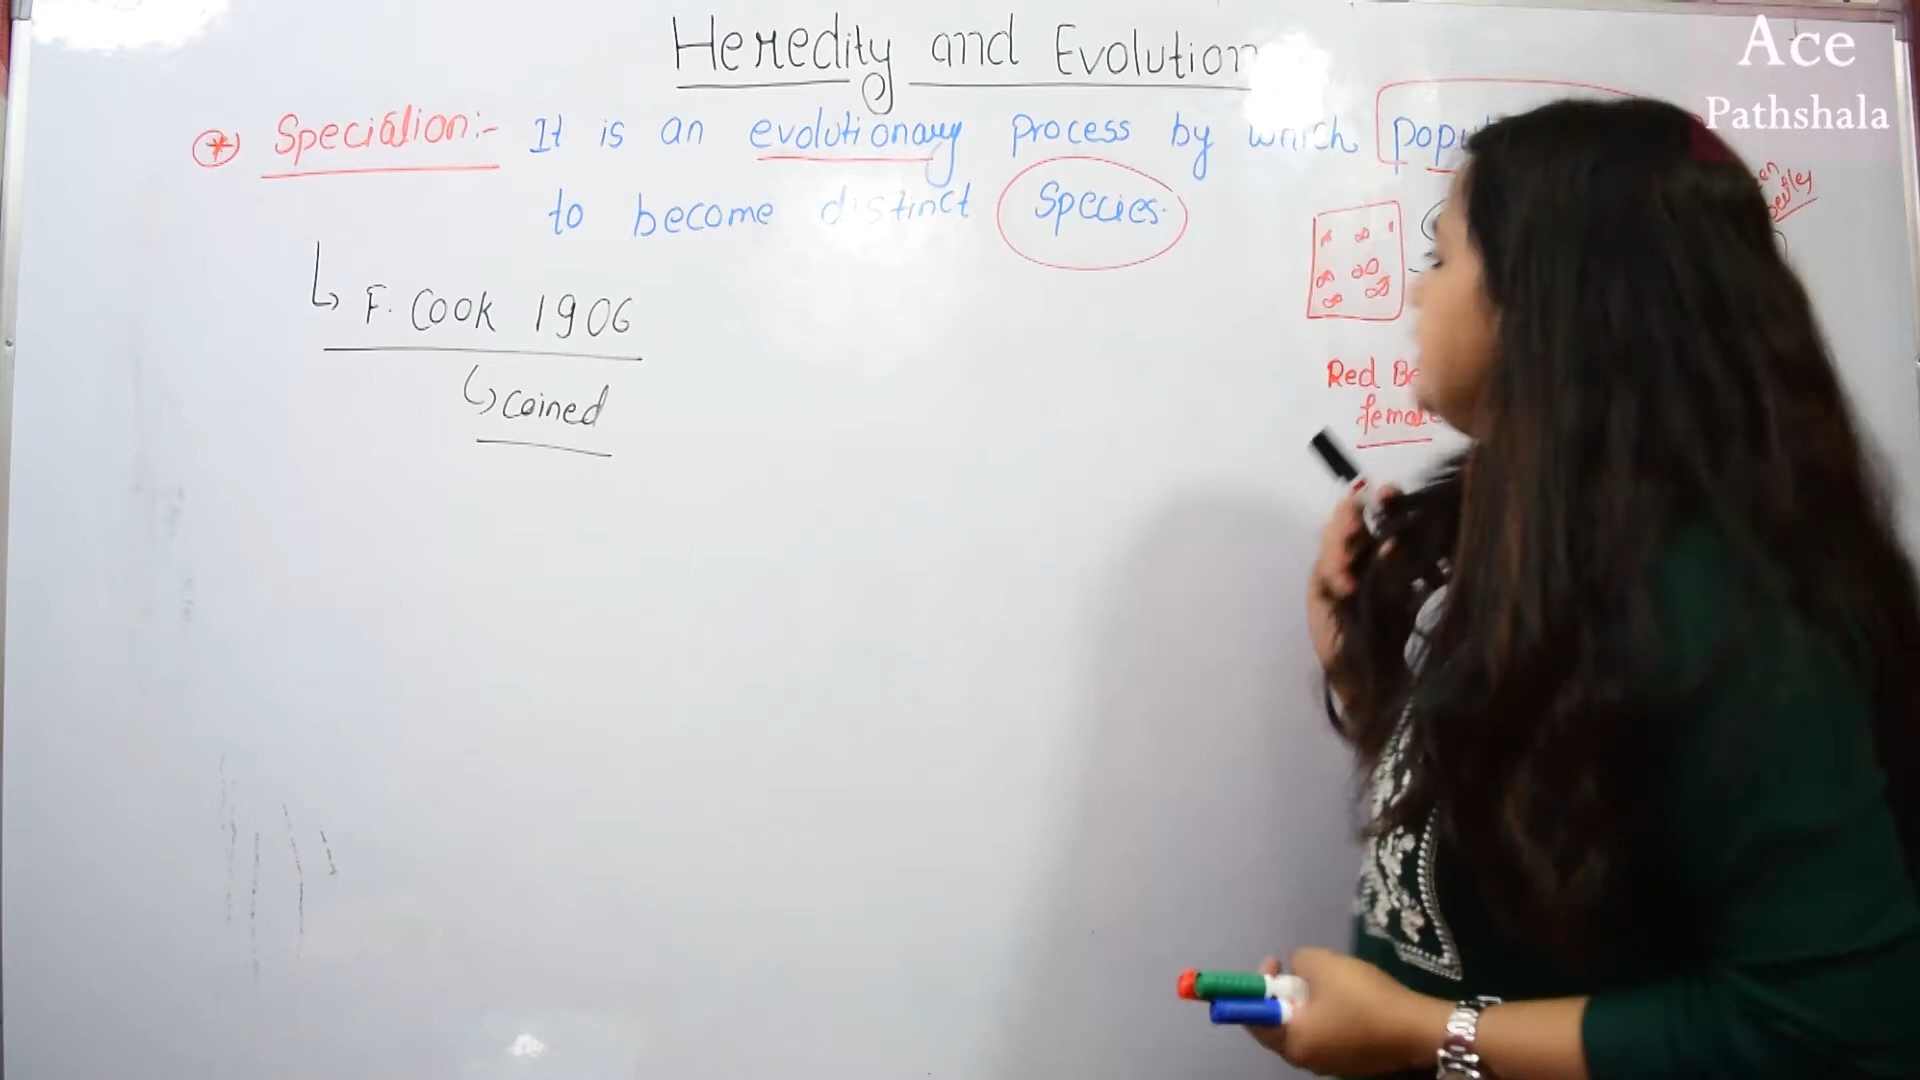 Heredity and Evolution
Ace
Pathshala
* Speciation:- It is an evolutionary process by which
to become distinct Species.
↳ F. Cook 1906
↳ coined
Red
female